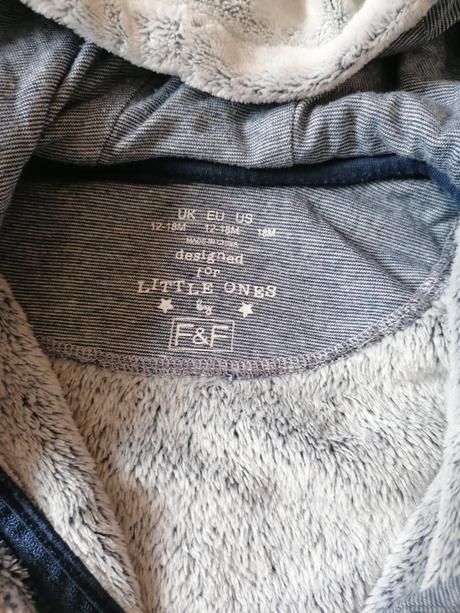 UK EU US
12-18M 12-18M 18M
MADE IN CHINA
designed
for
LITTLE ONES
by
F&F